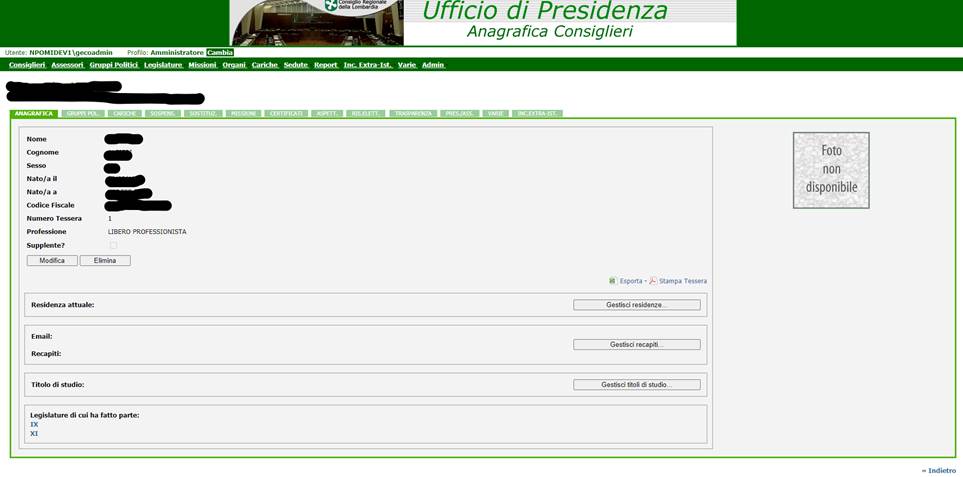 Consiglio Regionale
della Lombardia
Ufficio di Presidenza
Anagrafica Consiglieri
Utente: NPOMIDEV1\gecoadmin Profilo: Amministratore Cambia
Consiglieri Assessori Gruppi Politici Legislature Missioni Organi Cariche Sedute Report Inc. Extra-Ist. Varie Admin
ANAGRAFICA GRUPPI POL. CARICHE SOSPENS. SOSTITUZ. MISSIONI CERTIFICATI ASPETT. RIS.ELETT. TRASPARENZA PRES./ASS. VARIE INC.EXTRA-IST.
Nome
Cognome
Sesso
Nato/a il
Nato/a a
Codice Fiscale
Numero Tessera 1
Professione LIBERO PROFESSIONISTA
Supplente?
Modifica Elimina
Foto
non
disponibile
Esporta - Stampa Tessera
Residenza attuale: Gestisci residenze...
Email:
Gestisci recapiti...
Recapiti:
Titolo di studio: Gestisci titoli di studio...
Legislature di cui ha fatto parte:
IX
XI
« Indietro